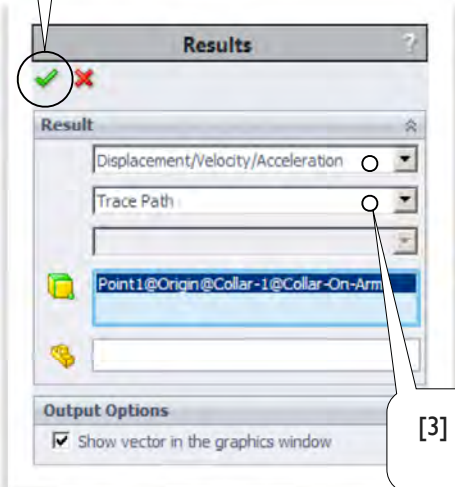 Results ?
Result
Displacement/Velocity/Acceleration
Trace Path
Point1@Origin@Collar-1@Collar-On-Arm
Output Options
Show vector in the graphics window
[3]